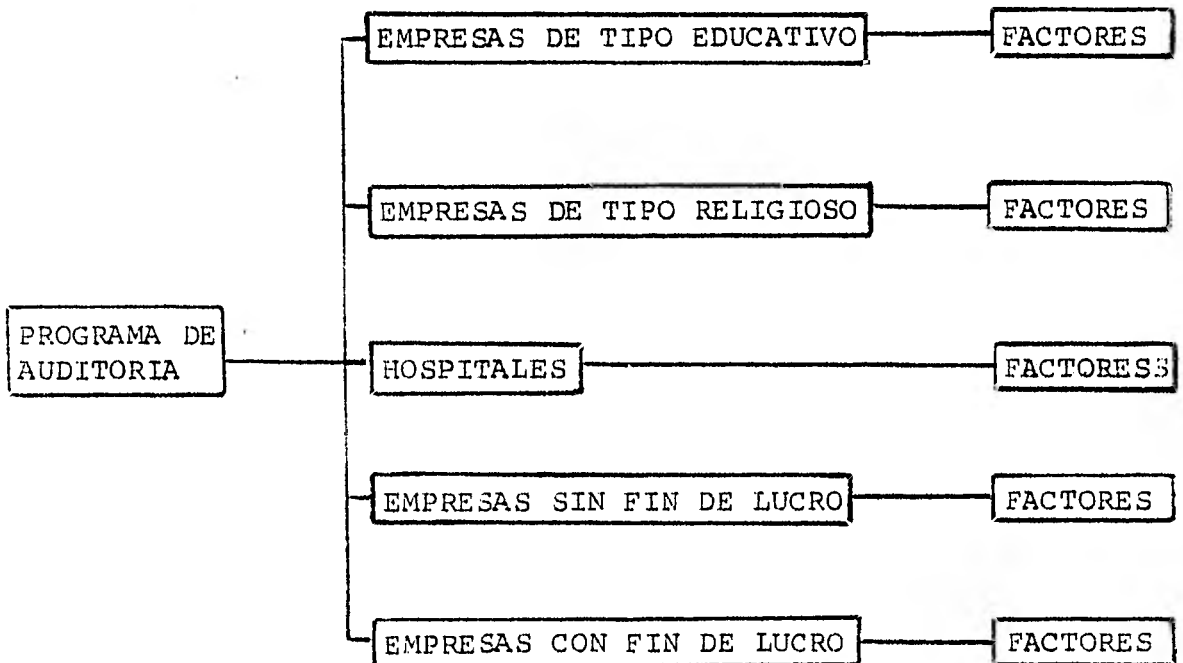 EMPRESAS DE TIPO EDUCATIVO
FACTORES
EMPRESAS DE TIPO RELIGIOSO
FACTORES
PROGRAMA DE
AUDITORIA
HOSPITALES
FACTORESS
EMPRESAS SIN FIN DE LUCRO
FACTORES
EMPRESAS CON FIN DE LUCRO
FACTORES